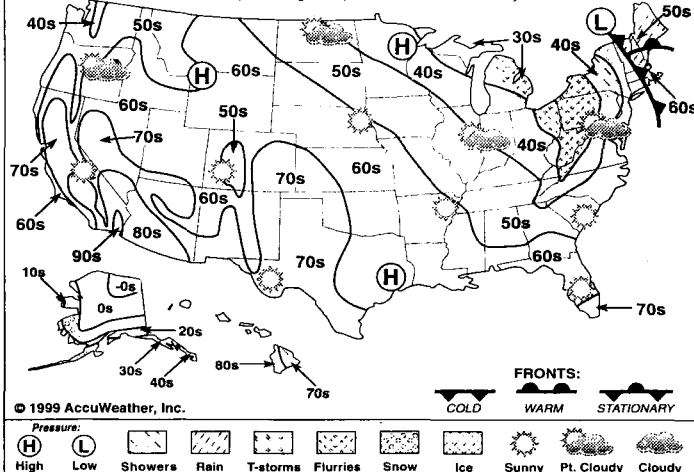 50s
40s
50s
L
H
30s
40s
H
60s
50s
40s
60s
60s
50s
70s
40s
70s
70s
60s
60s
60s
80s
50s
90s
60s
10s
-0s
0s
70s
H
70s
20s
30s
40s
80s
70s
FRONTS:
© 1999 AccuWeather, Inc.
COLD WARM STATIONARY
Pressure:
H L
High Low Showers Rain T-storms Flurries Snow Ice Sunny Pt. Cloudy Cloudy